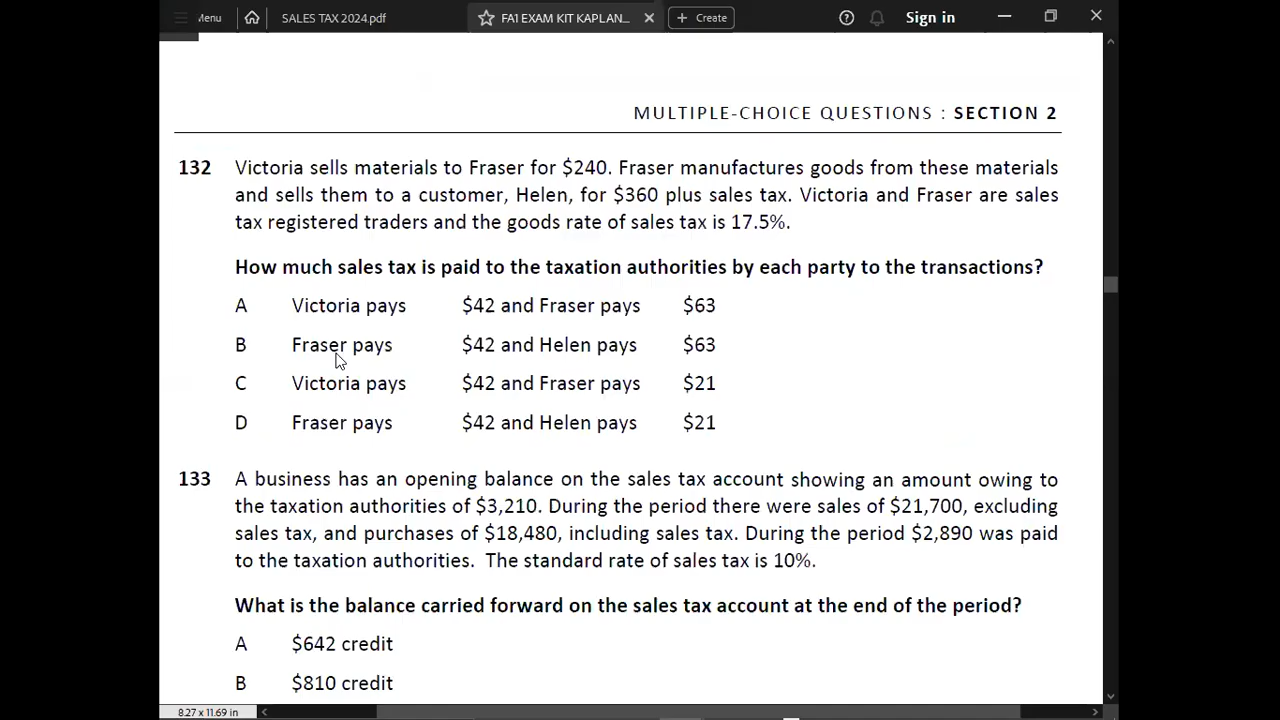 Menu
SALES TAX 2024.pdf
FA1 EXAM KIT KAPLAN...
Create
Sign in
MULTIPLE-CHOICE QUESTIONS : SECTION 2
132 Victoria sells materials to Fraser for $240. Fraser manufactures goods from these materials
and sells them to a customer, Helen, for $360 plus sales tax. Victoria and Fraser are sales
tax registered traders and the goods rate of sales tax is 17.5%.
How much sales tax is paid to the taxation authorities by each party to the transactions?
A Victoria pays $42 and Fraser pays $63
B Fraser pays $42 and Helen pays $63
C Victoria pays $42 and Fraser pays $21
D Fraser pays $42 and Helen pays $21
133 A business has an opening balance on the sales tax account showing an amount owing to
the taxation authorities of $3,210. During the period there were sales of $21,700, excluding
sales tax, and purchases of $18,480, including sales tax. During the period $2,890 was paid
to the taxation authorities. The standard rate of sales tax is 10%.
What is the balance carried forward on the sales tax account at the end of the period?
A $642 credit
B $810 credit
8.27 x 11.69 in